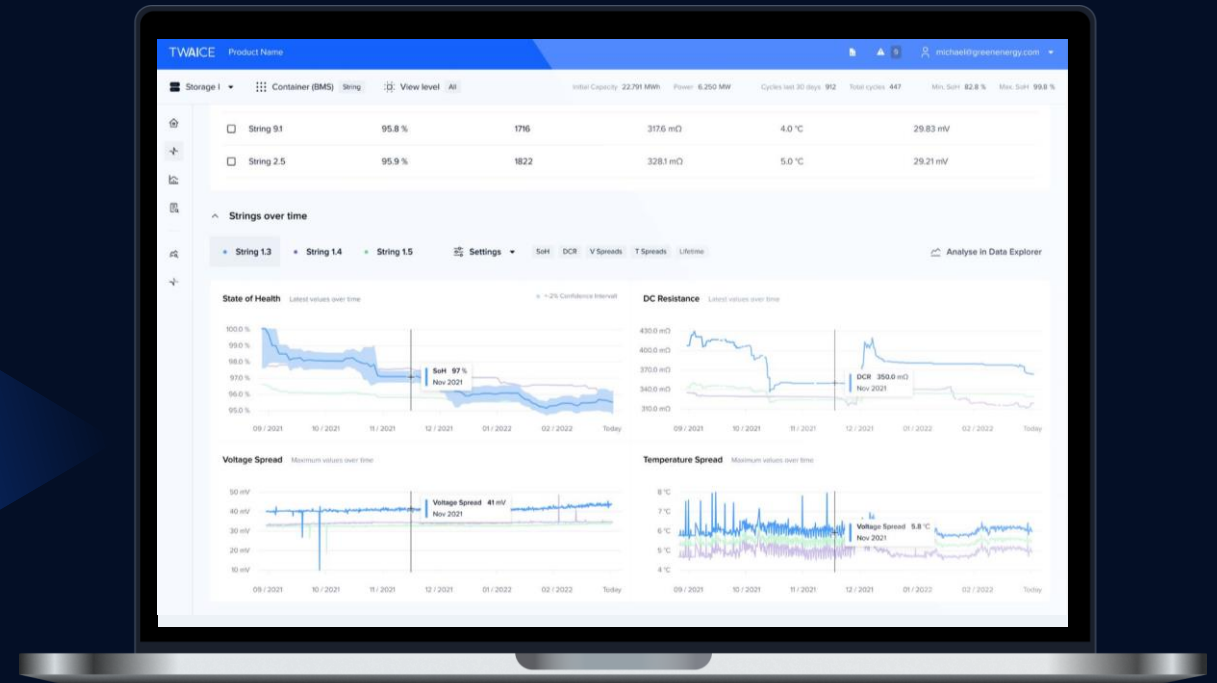 TWAICE Product Name 8 michael@greenenergy.com
Storage I Container (BMS) String View level All Initial Capacity 22.791 MWh Power 6.250 MW Cycles last 30 days 912 Total cycles 447 Min. SoH 82.8 % Max. SoH 99.8 %
String 9.1 95.8 % 1716 317.6 mΩ 4.0 °C 29.83 mV
String 2.5 95.9 % 1822 328.1 mΩ 5.0 °C 29.21 mV
Strings over time
String 1.3 String 1.4 String 1.5 Settings SoH DCR V Spreads T Spreads Lifetime Analyse in Data Explorer
State of Health Latest values over time +-2% Confidence Intervall
100.0 %
99.0 %
98.0 %
97.0 %
96.0 %
95.0 %
SoH 97 %
Nov 2021
09 / 2021 10 / 2021 11 / 2021 12 / 2021 01 / 2022 02 / 2022 Today
DC Resistance Latest values over time
430.0 mΩ
400.0 mΩ
370.0 mΩ
340.0 mΩ
310.0 mΩ
DCR 350.0 mΩ
Nov 2021
09 / 2021 10 / 2021 11 / 2021 12 / 2021 01 / 2022 02 / 2022 Today
Voltage Spread Maximum values over time
50 mV
40 mV
30 mV
20 mV
10 mV
Voltage Spread 41 mV
Nov 2021
09 / 2021 10 / 2021 11 / 2021 12 / 2021 01 / 2022 02 / 2022 Today
Temperature Spread Maximum values over time
8 °C
7 °C
6 °C
5 °C
4 °C
Voltage Spread 5.8 °C
Nov 2021
09 / 2021 10 / 2021 11 / 2021 12 / 2021 01 / 2022 02 / 2022 Today